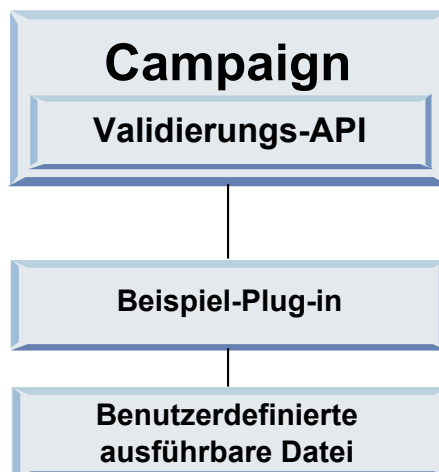 Campaign
Validierungs-API
Beispiel-Plug-in
Benutzerdefinierte
ausführbare Datei